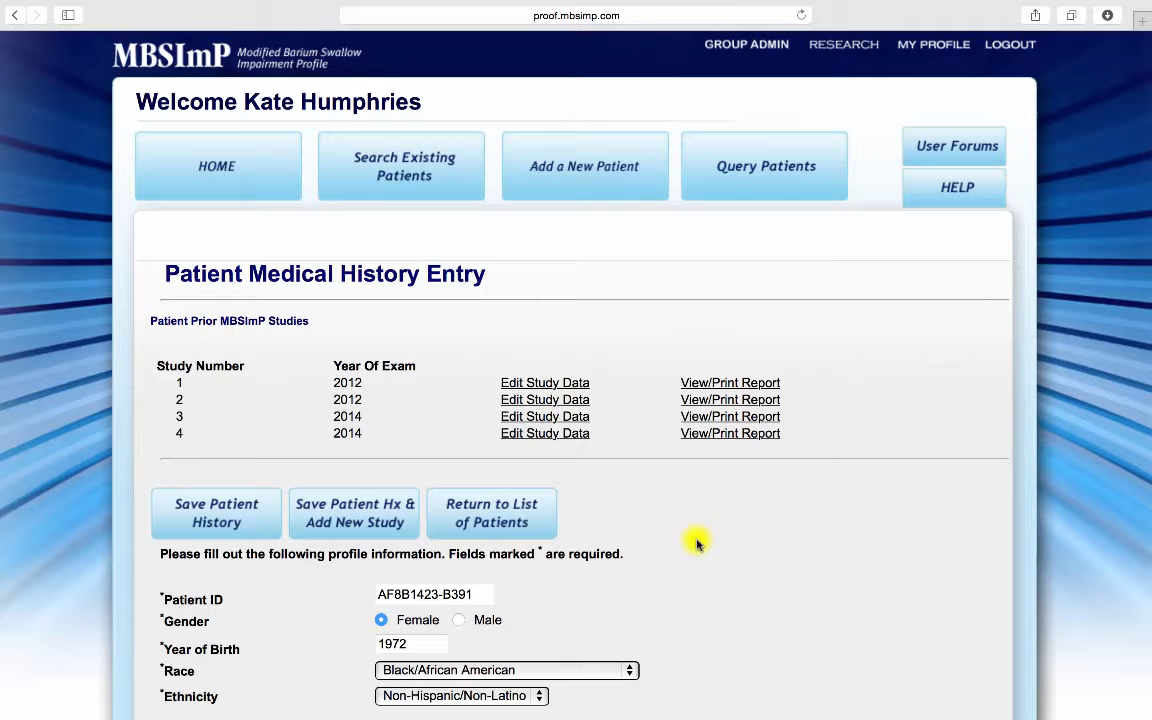 proof.mbsimp.com
MBSImP Modified Barium Swallow
Impairment Profile
GROUP ADMIN RESEARCH MY PROFILE LOGOUT
Welcome Kate Humphries
HOME
Search Existing
Patients
Add a New Patient
Query Patients
User Forums
HELP
Patient Medical History Entry
Patient Prior MBSImP Studies
Study Number Year Of Exam
1 2012 Edit Study Data View/Print Report
2 2012 Edit Study Data View/Print Report
3 2014 Edit Study Data View/Print Report
4 2014 Edit Study Data View/Print Report
Save Patient
History
Save Patient Hx &
Add New Study
Return to List
of Patients
Please fill out the following profile information. Fields marked * are required.
*Patient ID AF8B1423-B391
*Gender Female Male
*Year of Birth 1972
*Race Black/African American
*Ethnicity Non-Hispanic/Non-Latino